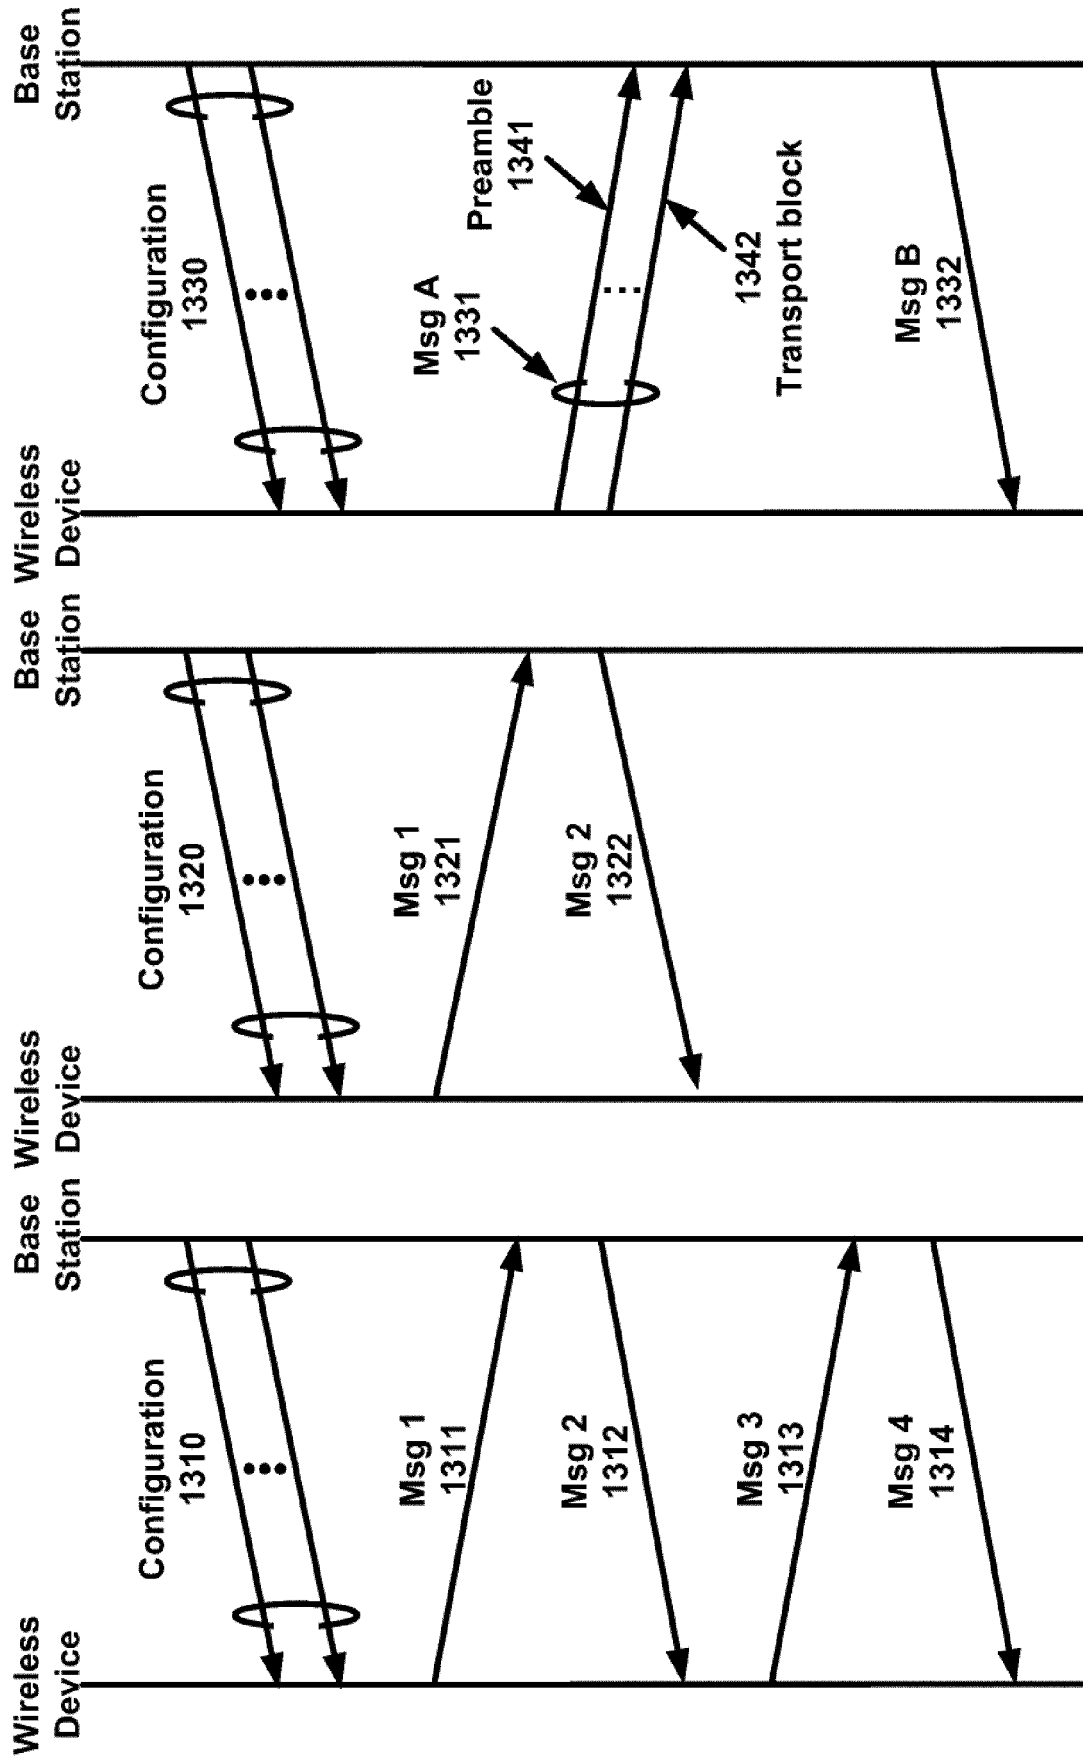 Wireless
Device
Base
Station
Configuration
1310
Msg 1
1311
Msg 2
1312
Msg 3
1313
Msg 4
1314
Wireless
Device
Base
Station
Configuration
1320
Msg 1
1321
Msg 2
1322
Wireless
Device
Base
Station
Configuration
1330
Msg A
1331
Preamble
1341
1342
Transport block
Msg B
1332